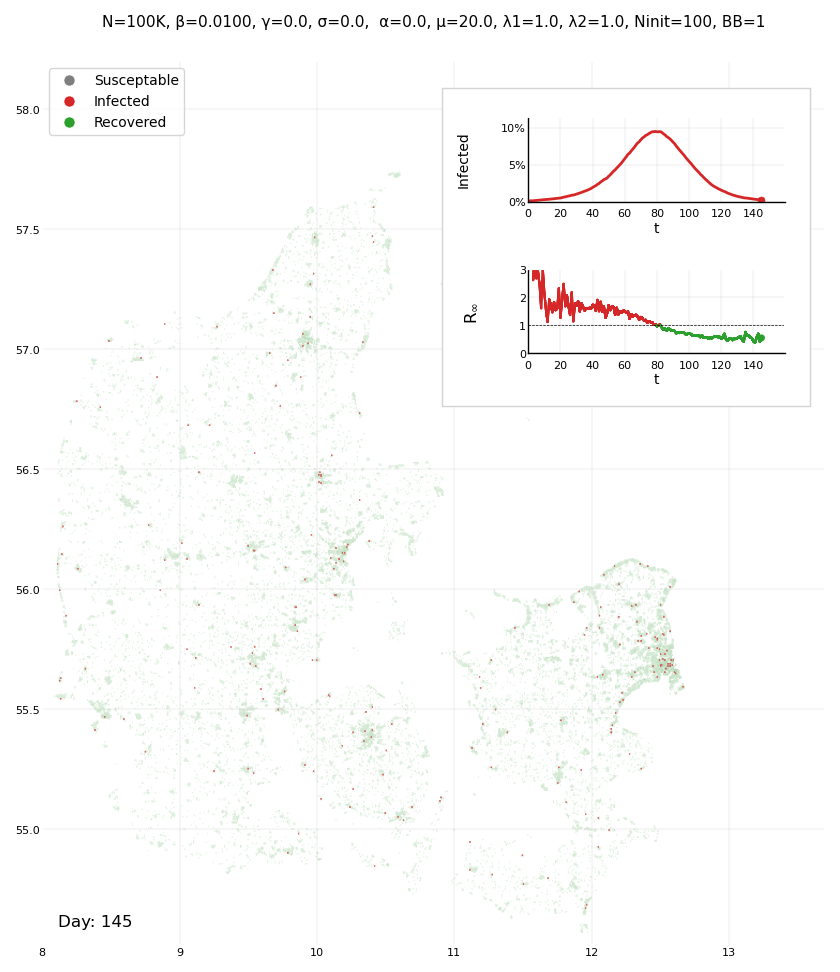 N=100K, β=0.0100, γ=0.0, σ=0.0, α=0.0, μ=20.0, λ1=1.0, λ2=1.0, Ninit=100, BB=1
Susceptable
Infected
Recovered
58.0
57.5
57.0
56.5
56.0
55.5
55.0
8 9 10 11 12 13
Day: 145
Infected
10%
5%
0%
0 20 40 60 80 100 120 140
t
R∞
3
2
1
0
0 20 40 60 80 100 120 140
t